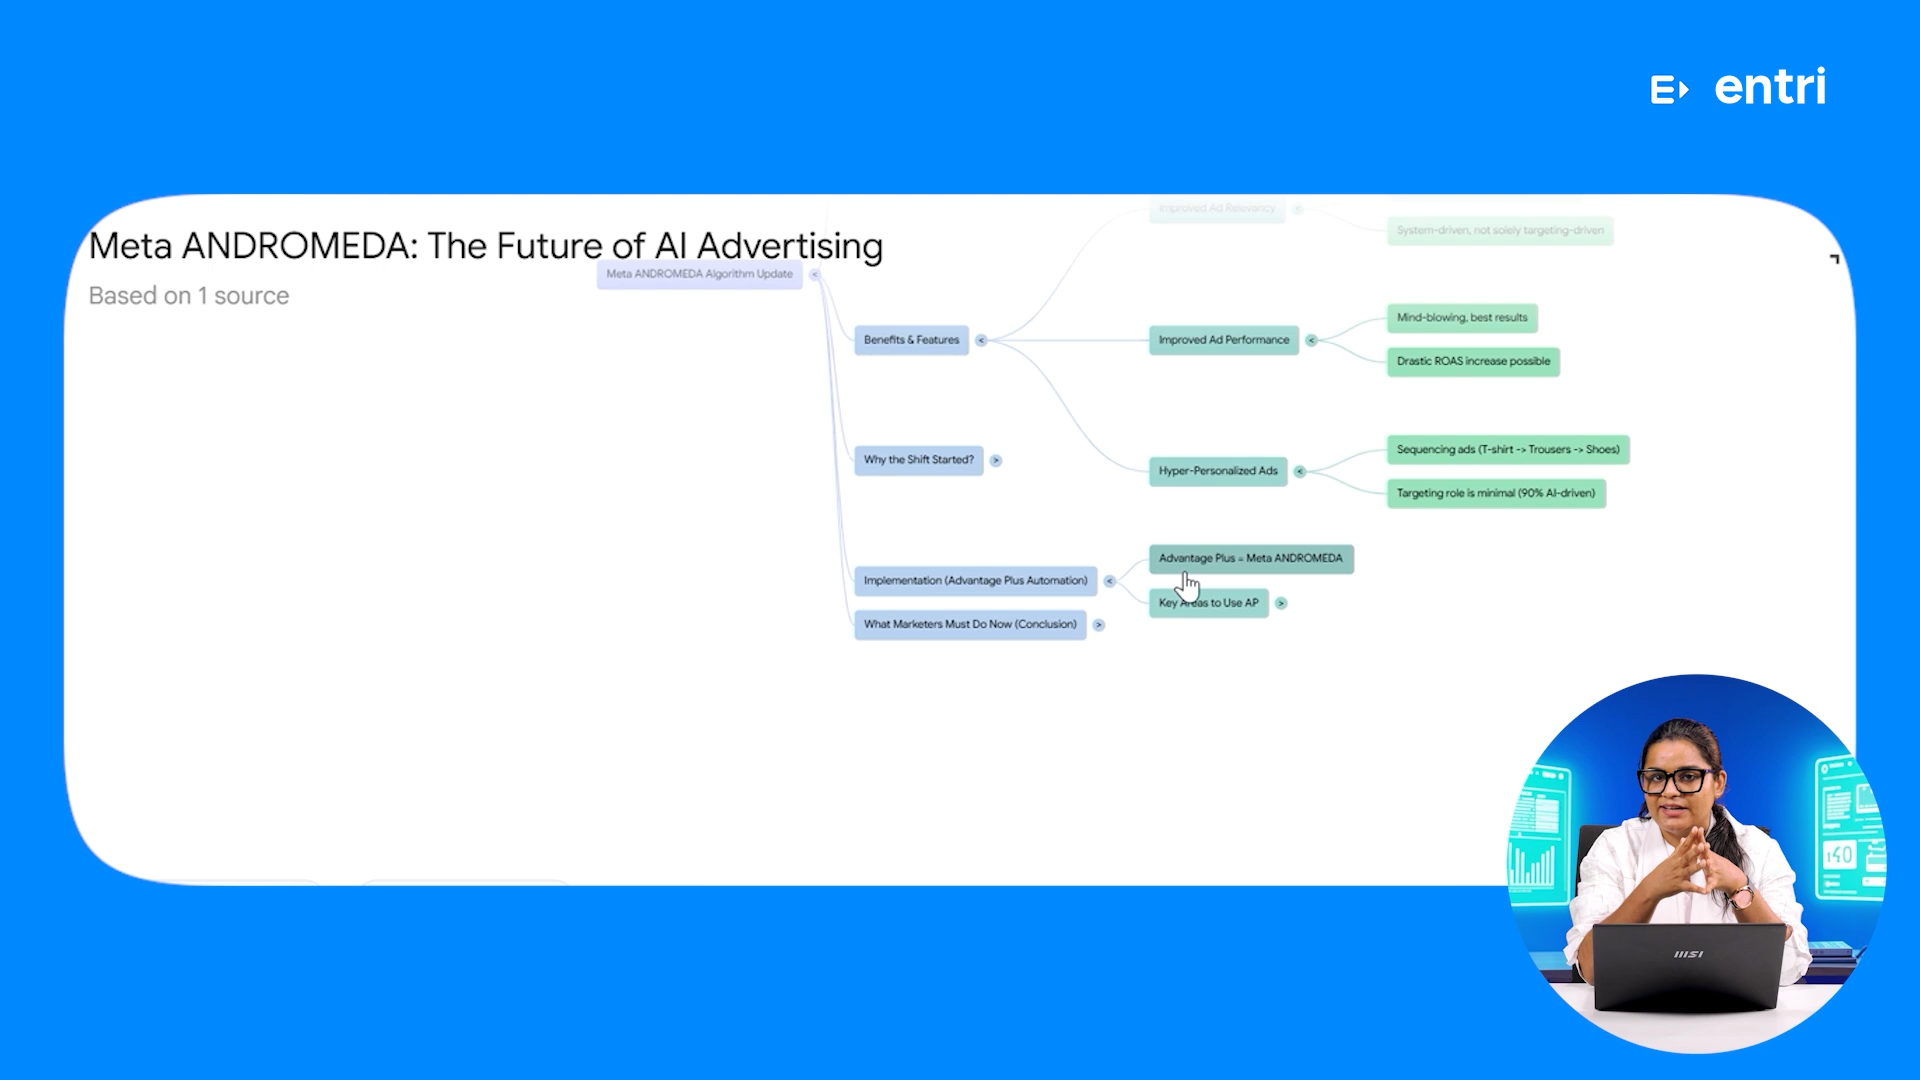 entri
Meta ANDROMEDA: The Future of AI Advertising
Based on 1 source
Meta ANDROMEDA Algorithm Update
Improved Ad Relevancy
System-driven, not solely targeting-driven
Benefits & Features
Improved Ad Performance
Mind-blowing, best results
Drastic ROAS increase possible
Why the Shift Started?
Hyper-Personalized Ads
Sequencing ads (T-shirt -> Trousers -> Shoes)
Targeting role is minimal (90% AI-driven)
Implementation (Advantage Plus Automation)
Advantage Plus = Meta ANDROMEDA
Key Areas to Use AP
What Marketers Must Do Now (Conclusion)
msi